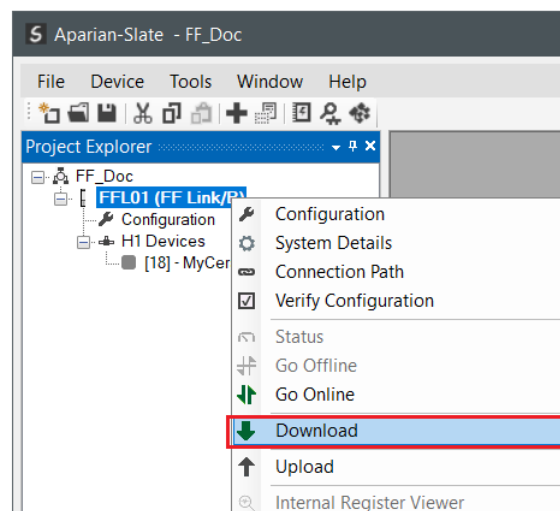 S Aparian-Slate - FF_Doc
File Device Tools Window Help
Project Explorer
FF_Doc
FFL01 (FF Link/B)
Configuration
H1 Devices
[18] - MyCer
Configuration
System Details
Connection Path
Verify Configuration
Status
Go Offline
Go Online
Download
Upload
Internal Register Viewer